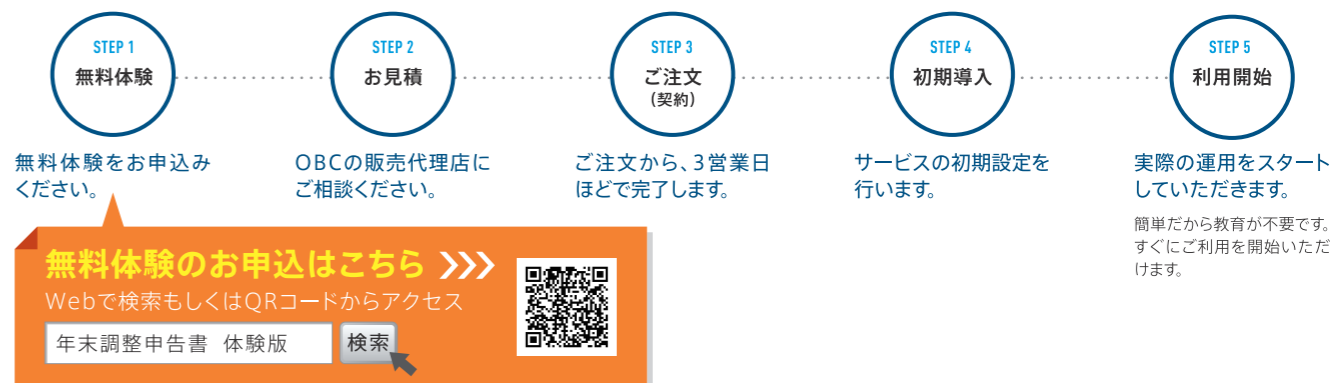 STEP 1
無料体験
無料体験をお申込み
ください。
STEP 2
お見積
OBCの販売代理店に
ご相談ください。
STEP 3
ご注文
(契約)
ご注文から、3営業日
ほどで完了します。
STEP 4
初期導入
サービスの初期設定を
行います。
STEP 5
利用開始
実際の運用をスタート
していただきます。
簡単だから教育が不要です。
すぐにご利用を開始いただ
けます。
無料体験のお申込はこちら
Webで検索もしくはQRコードからアクセス
年末調整申告書 体験版
検索